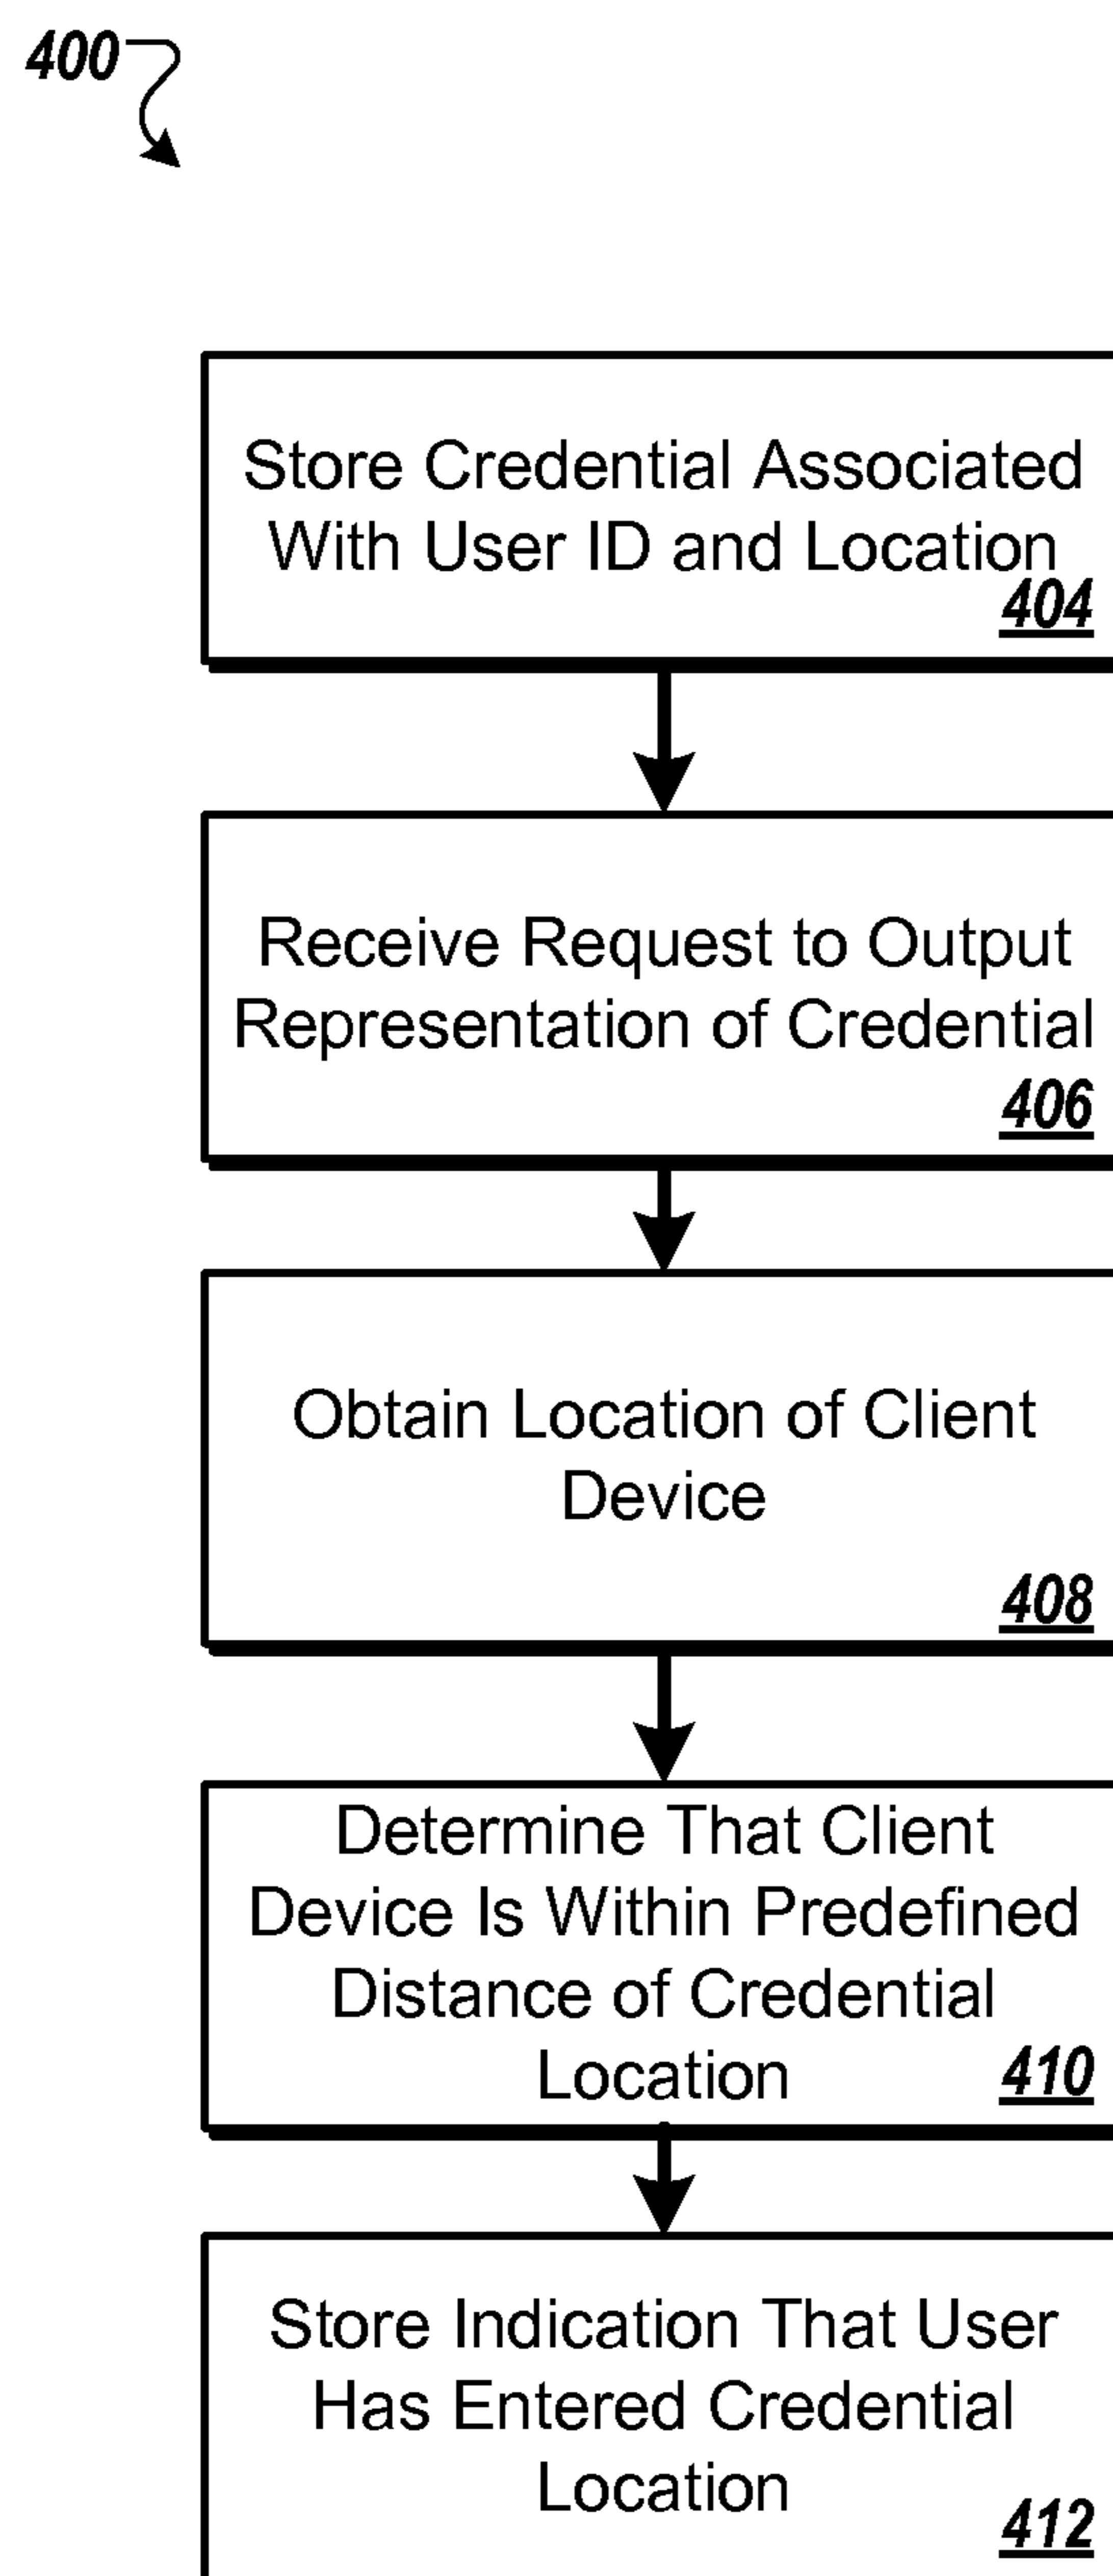 400
Store Credential Associated
With User ID and Location
404
Receive Request to Output
Representation of Credential
406
Obtain Location of Client
Device
408
Determine That Client
Device Is Within Predefined
Distance of Credential
Location
410
Store Indication That User
Has Entered Credential
Location
412